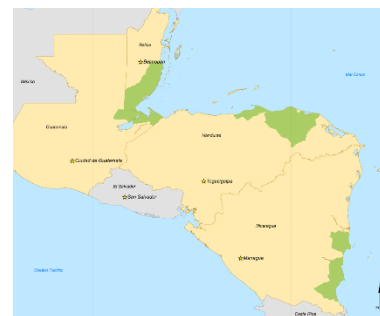 Belice
Belmopan
México
Mar Caribe
Guatemala
Honduras
Ciudad de Guatemala
Tegucigalpa
El Salvador
San Salvador
Nicaragua
Managua
Océano Pacífico
Costa Rica